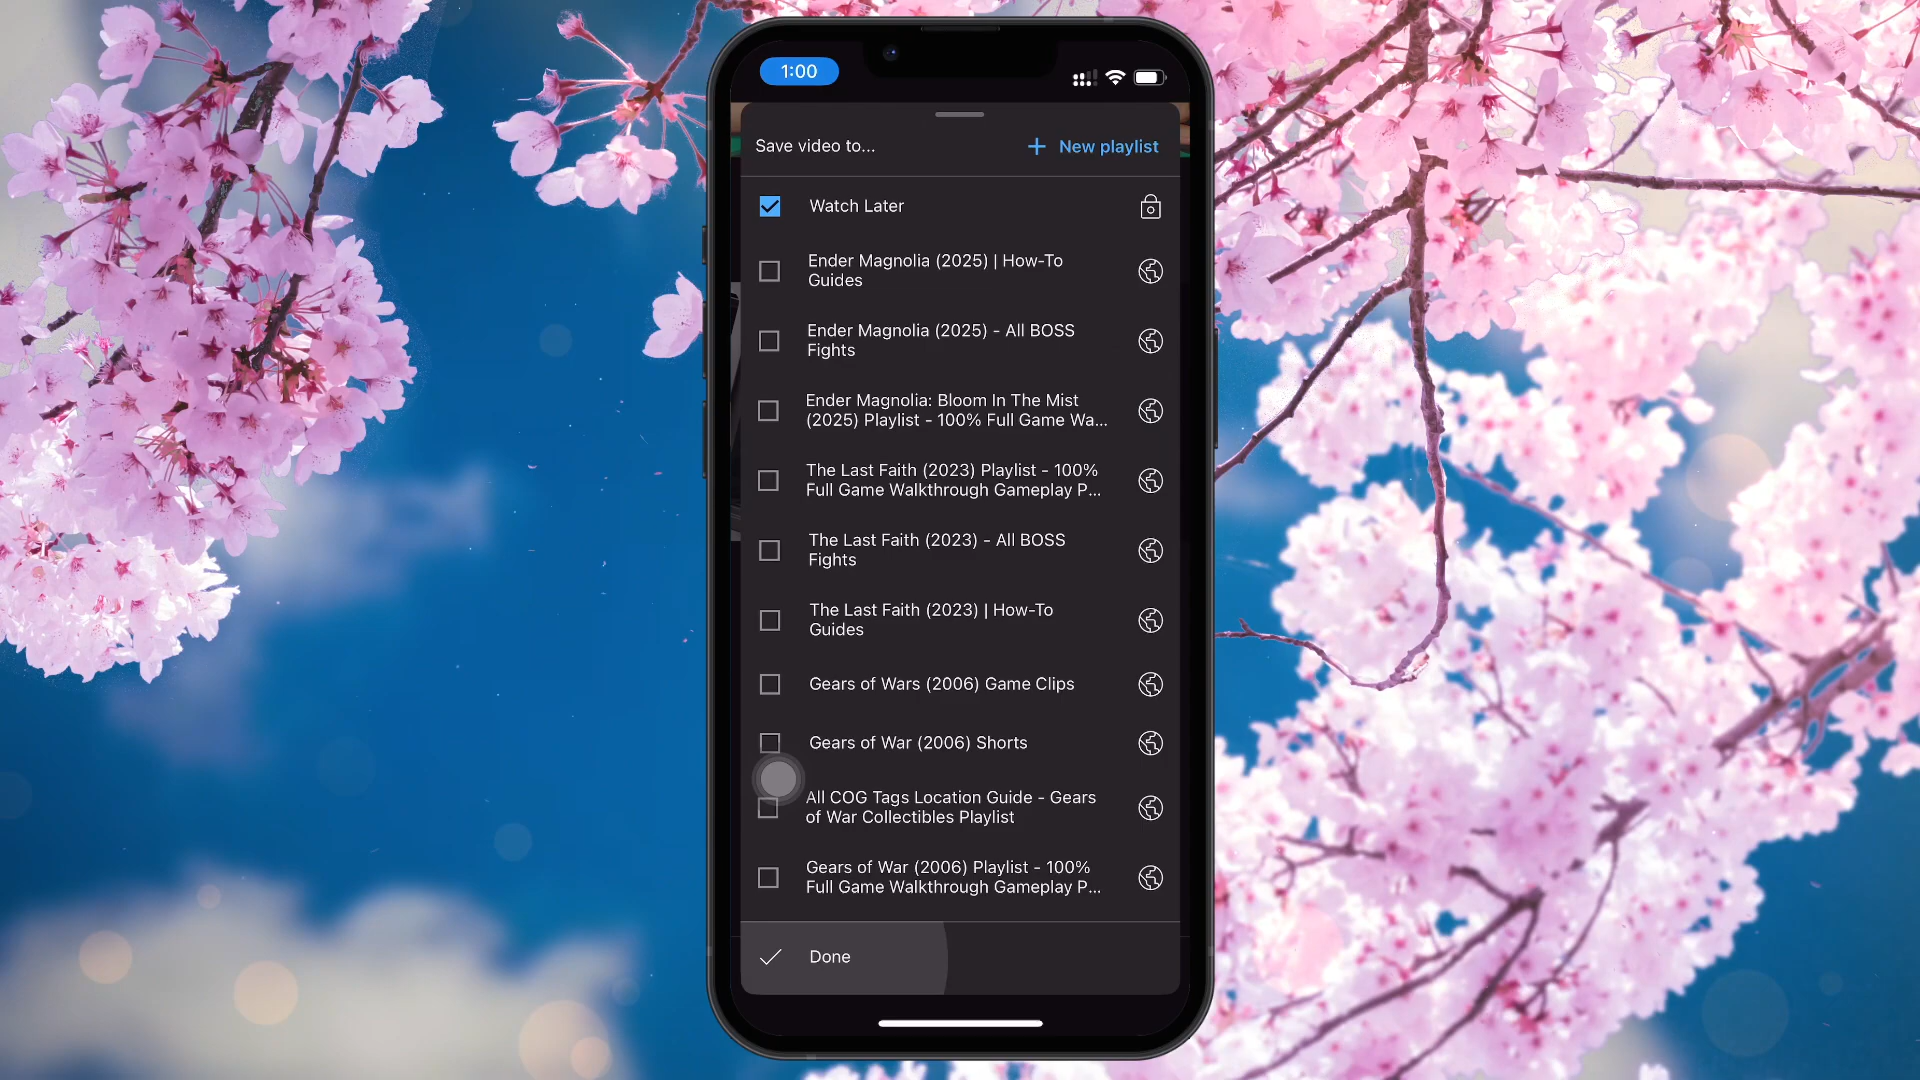 1:00
Save video to...
New playlist
Watch Later
Ender Magnolia (2025) | How-To
Guides
Ender Magnolia (2025) - All BOSS
Fights
Ender Magnolia: Bloom In The Mist
(2025) Playlist - 100% Full Game Wa...
The Last Faith (2023) Playlist - 100%
Full Game Walkthrough Gameplay P...
The Last Faith (2023) - All BOSS
Fights
The Last Faith (2023) | How-To
Guides
Gears of Wars (2006) Game Clips
Gears of War (2006) Shorts
All COG Tags Location Guide - Gears
of War Collectibles Playlist
Gears of War (2006) Playlist - 100%
Full Game Walkthrough Gameplay P...
Done